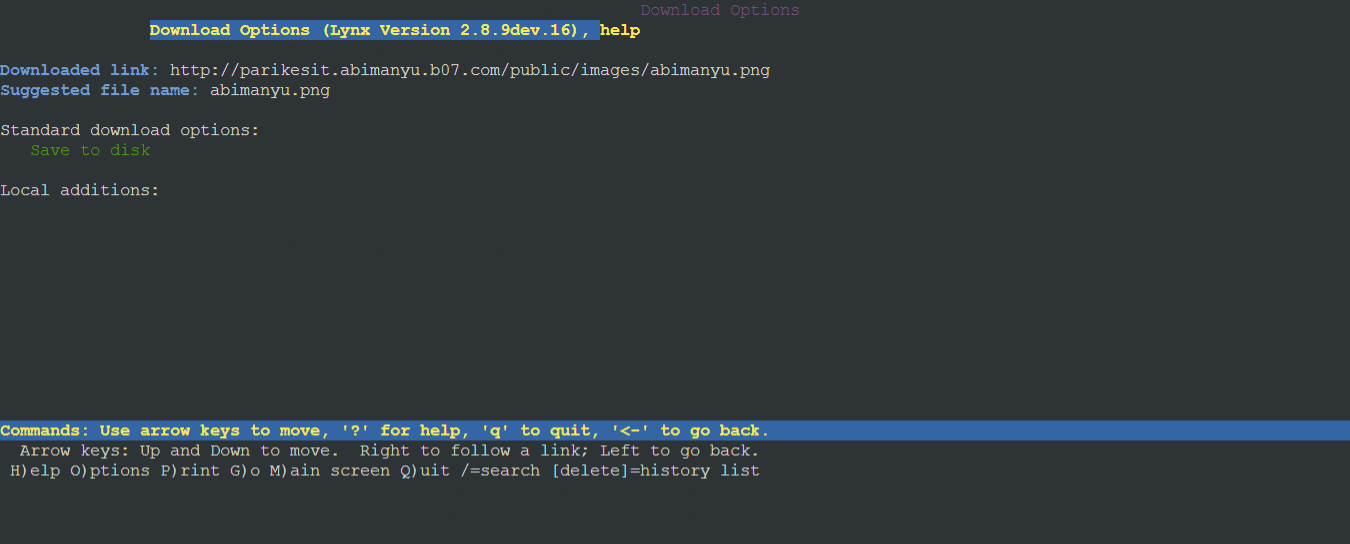 Download Options
Download Options (Lynx Version 2.8.9dev.16), help
Downloaded link: http://parikesit.abimanyu.b07.com/public/images/abimanyu.png
Suggested file name: abimanyu.png
Standard download options:
Save to disk
Local additions:
Commands: Use arrow keys to move, '?' for help, 'q' to quit, '<-' to go back.
Arrow keys: Up and Down to move.  Right to follow a link; Left to go back.
H)elp O)ptions P)rint G)o M)ain screen Q)uit /=search [delete]=history list